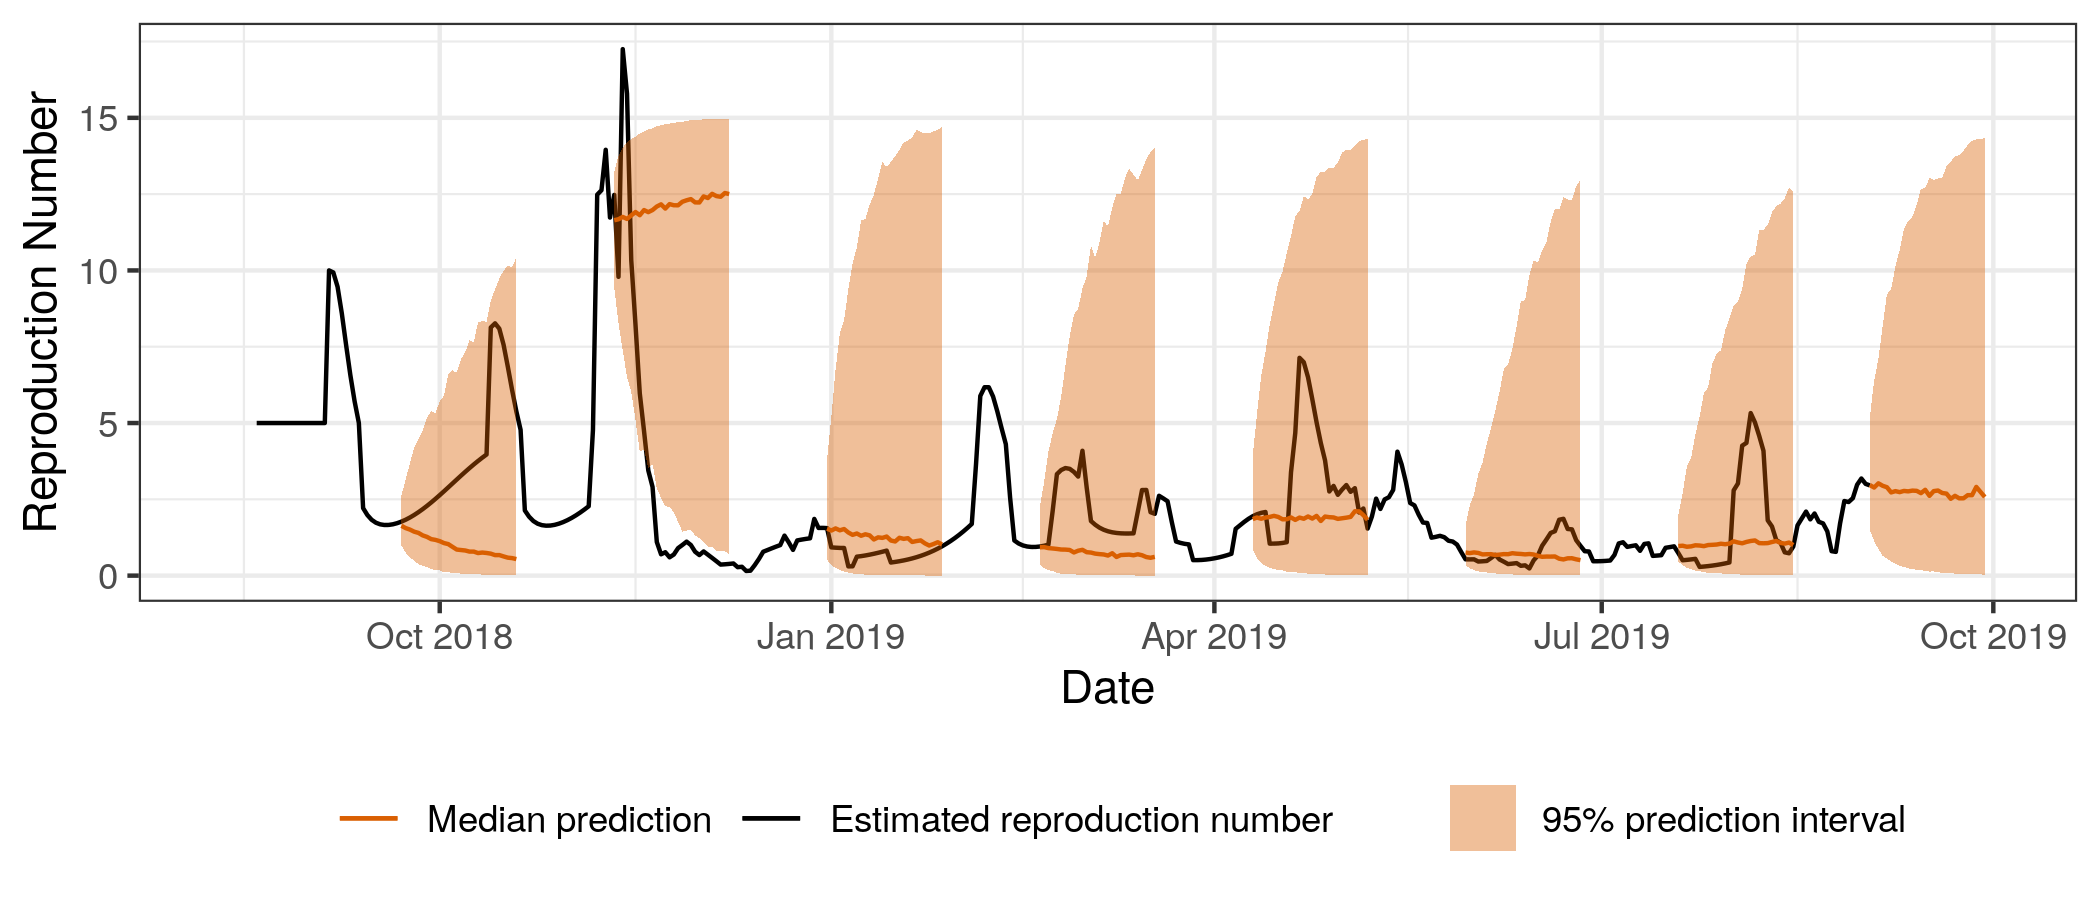 Reproduction Number
15
10
5
0
Oct 2018
Jan 2019
Apr 2019
Jul 2019
Oct 2019
Date
Median prediction
Estimated reproduction number
95% prediction interval